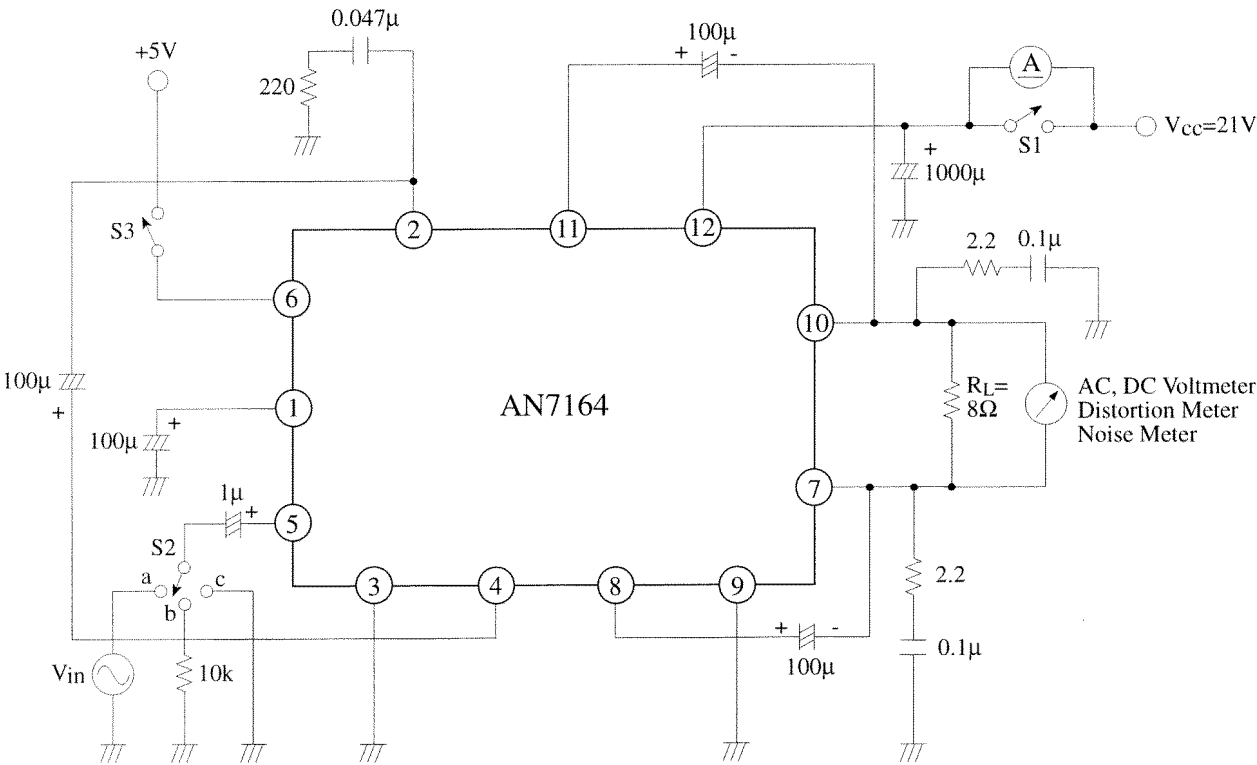 0.047µ
+5V
220
100µ
+ -
A
VCC=21V
S1
+
1000µ
S3
2
11
12
2.2
0.1µ
6
10
100µ
+
1
+
100µ
AN7164
RL=
8Ω
AC, DC Voltmeter
Distortion Meter
Noise Meter
7
1µ
+
5
S2
a
c
b
3
4
8
9
2.2
+ -
100µ
0.1µ
Vin
10k